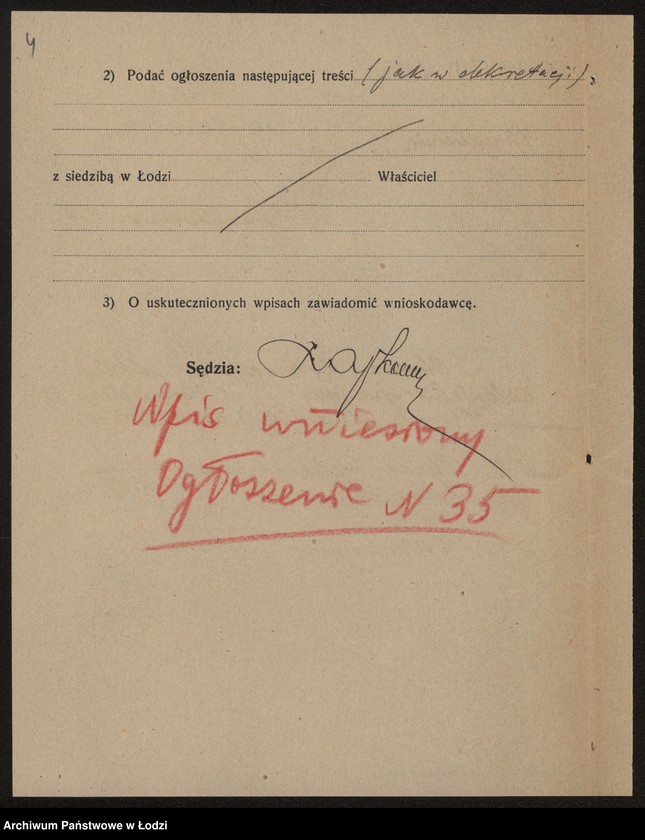 4
2) Podać ogłoszenia następującej treści (jak w dekretacji).
z siedzibą w Łodzi Właściciel
3) O uskutecznionych wpisach zawiadomić wnioskodawcę.
Sędzia:
Wpis wniesiony
Ogłoszenie N 35
Archiwum Państwowe w Łodzi